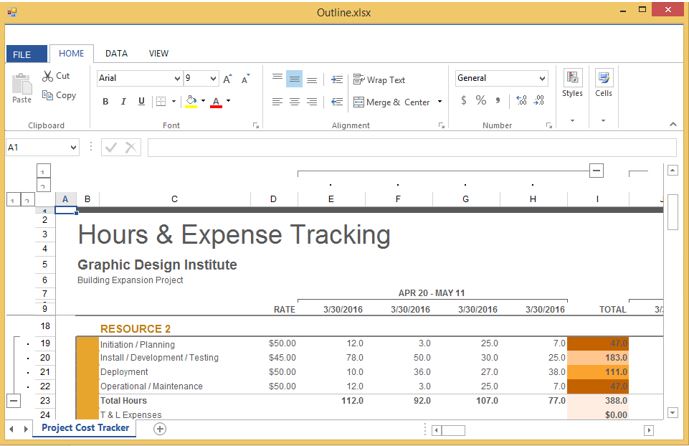 Outline.xlsx
FILE HOME DATA VIEW
Cut
Copy
Paste
Arial 9 A A
B I U A
Wrap Text
Merge & Center
General
$ % ,
Styles Cells
Clipboard Font Alignment Number
A1
1
2
1 2 A B C D E F G H I J
1
2
3 Hours & Expense Tracking
4
5 Graphic Design Institute
6 Building Expansion Project
7 APR 20 - MAY 11
9 RATE 3/30/2016 3/30/2016 3/30/2016 3/30/2016 TOTAL 3/
18 RESOURCE 2
19 Initiation / Planning $50.00 12.0 3.0 25.0 7.0 47.0
20 Install / Development / Testing $45.00 78.0 50.0 30.0 25.0 183.0
21 Deployment $50.00 10.0 36.0 27.0 38.0 111.0
22 Operational / Maintenance $50.00 12.0 3.0 25.0 7.0 47.0
23 Total Hours 112.0 92.0 107.0 77.0 388.0
24 T & L Expenses $0.00
Project Cost Tracker